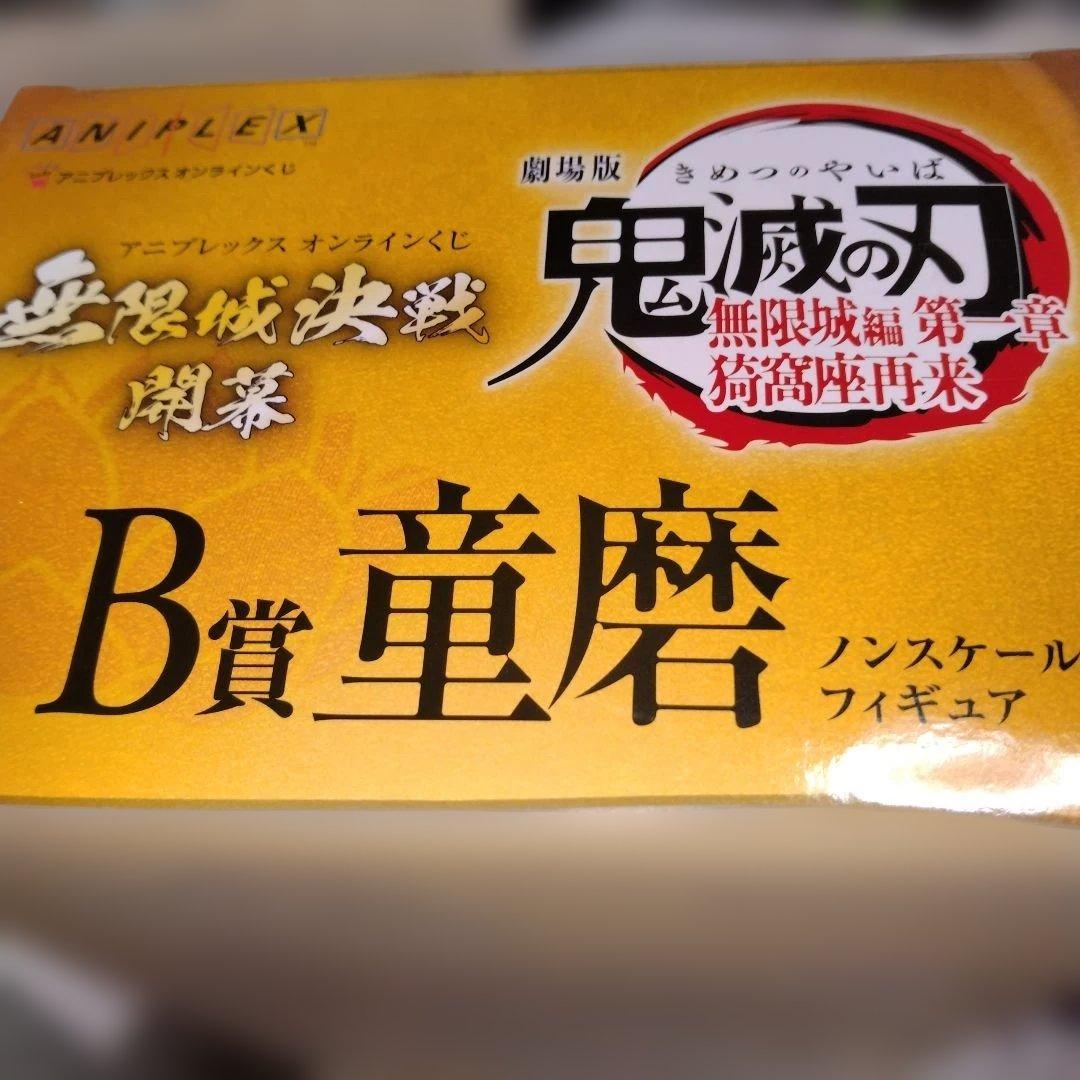 ANIPLEX
アニプレックスオンラインくじ
アニプレックス オンラインくじ
無限城決戦
開幕
劇場版
きめつのやいば
鬼滅の刃
無限城編 第一章
猗窩座再来
B賞 童磨
ノンスケール
フィギュア